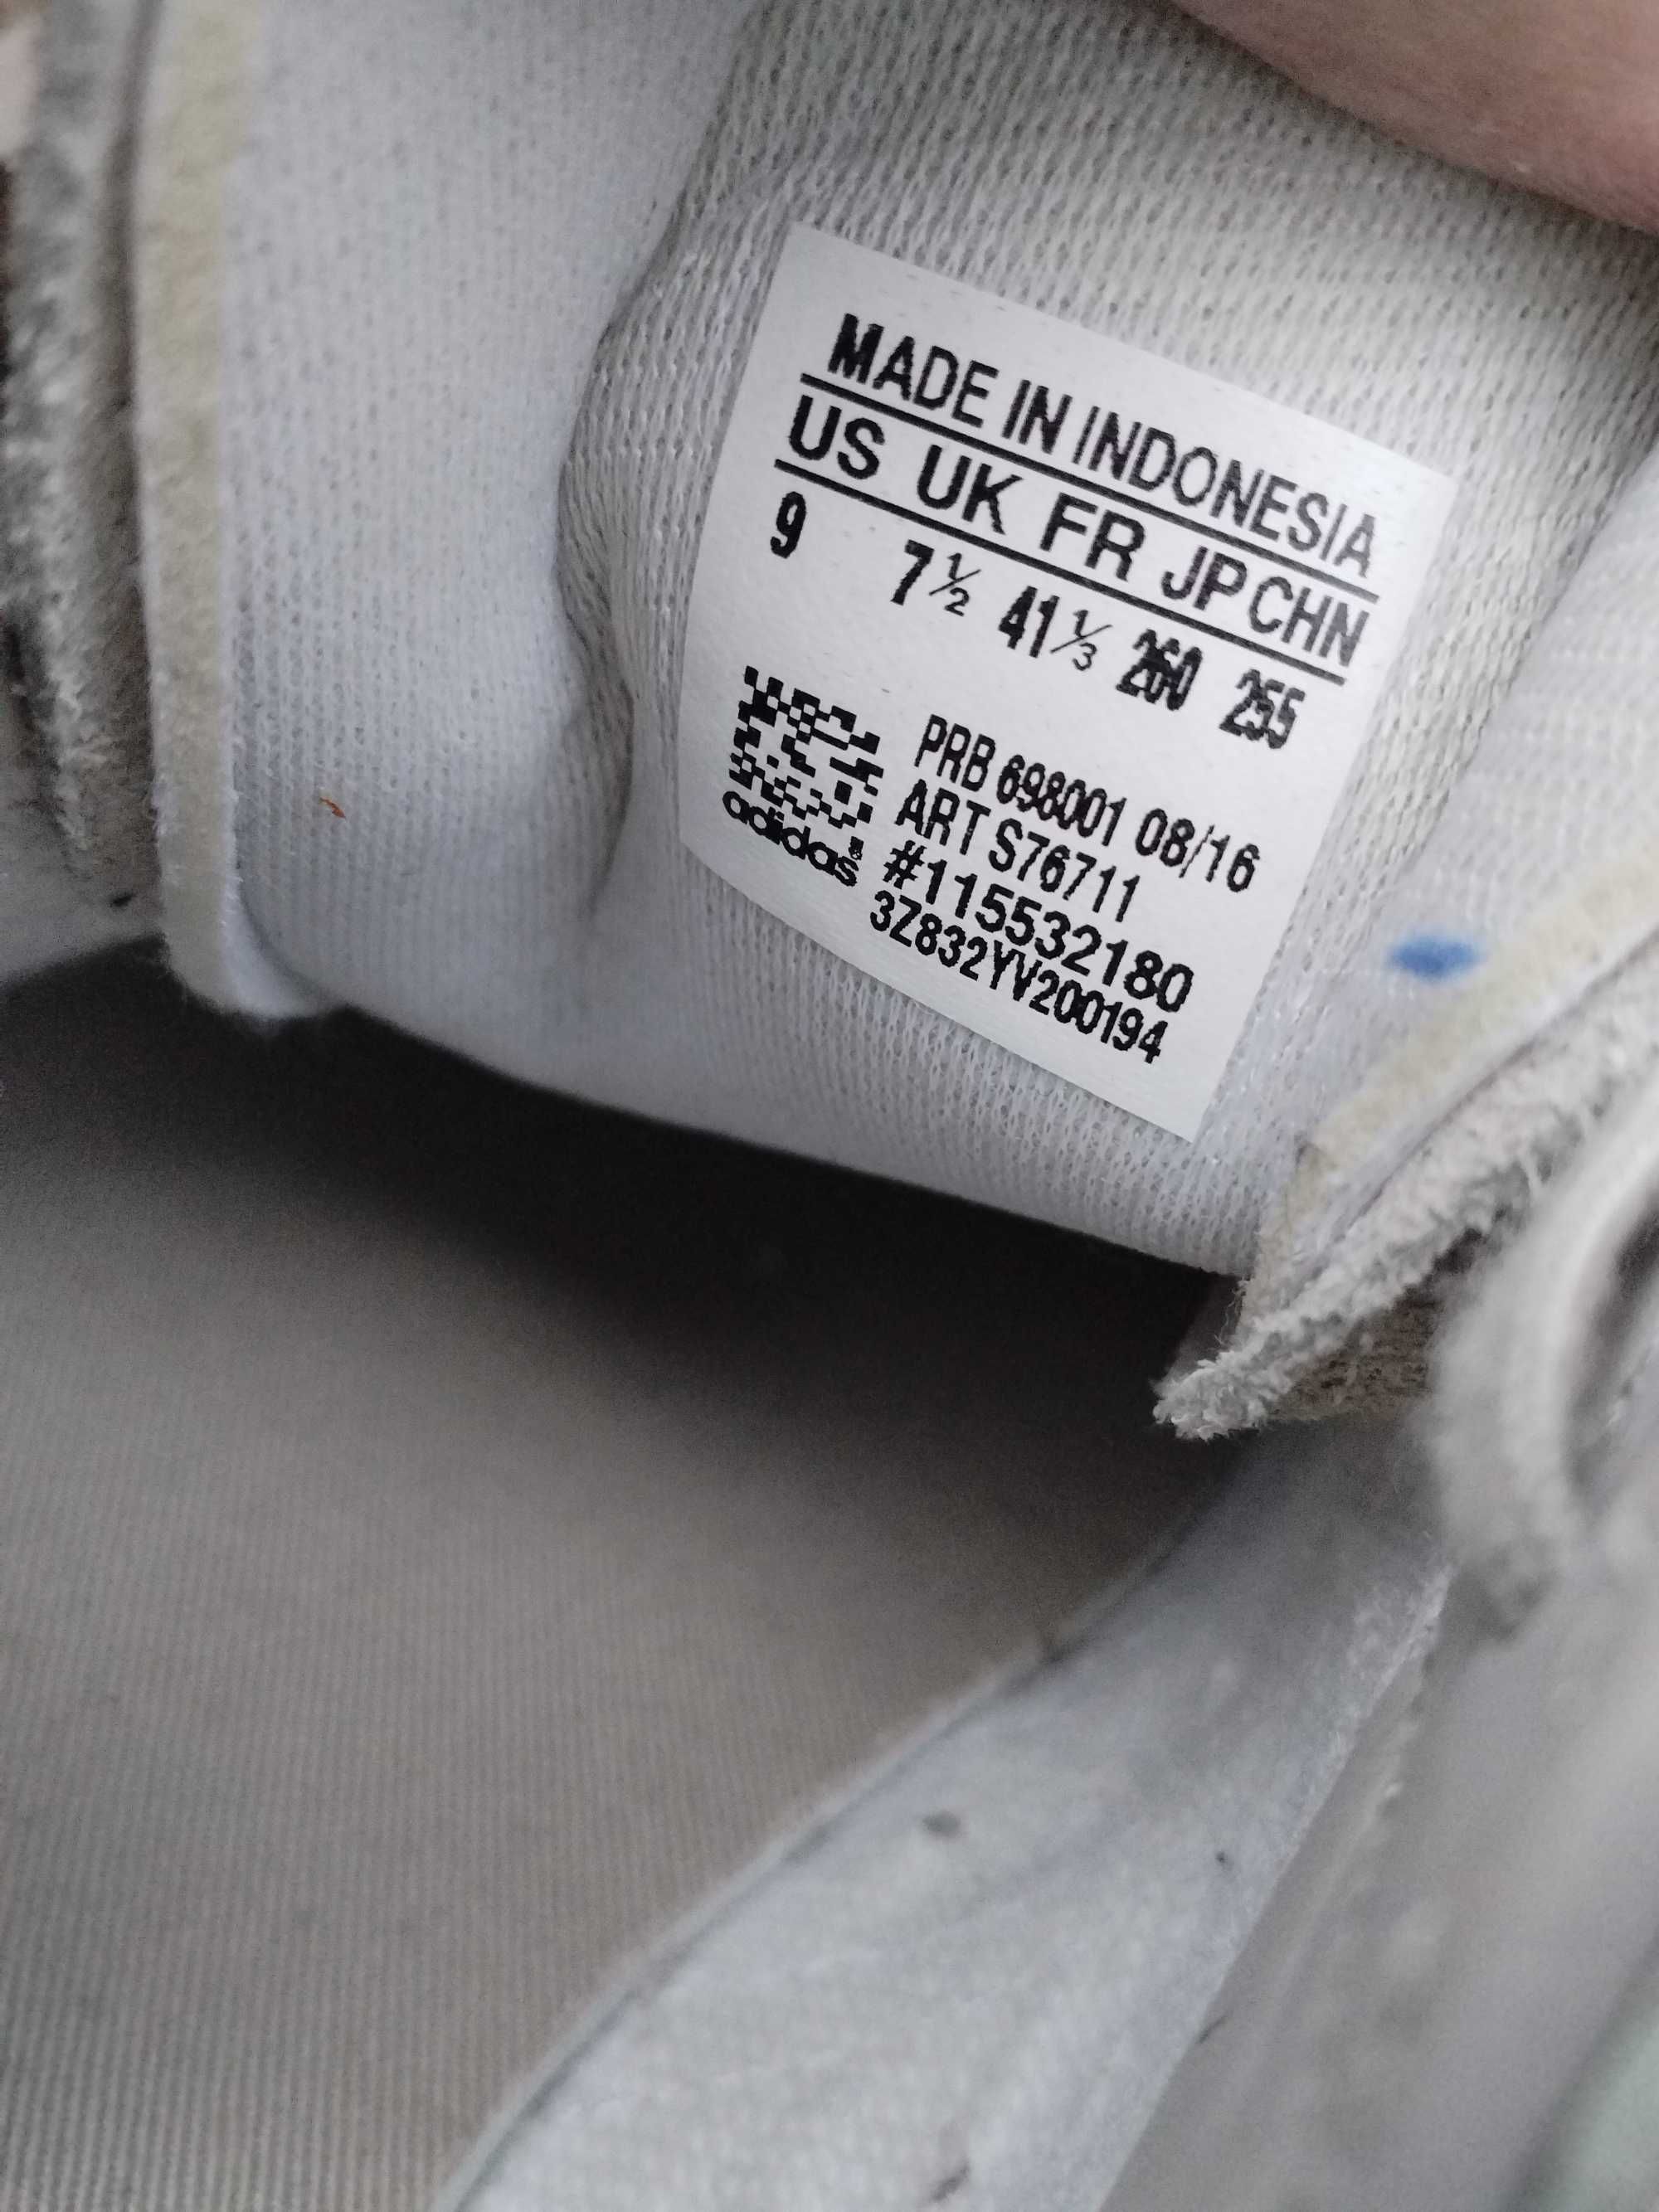 MADE IN INDONESIA
US UK FR JP CHN
9 7½ 41⅓ 260 255
PRB 698001 08/16
ART S76711
#115532180
3Z832YV200194
adidas